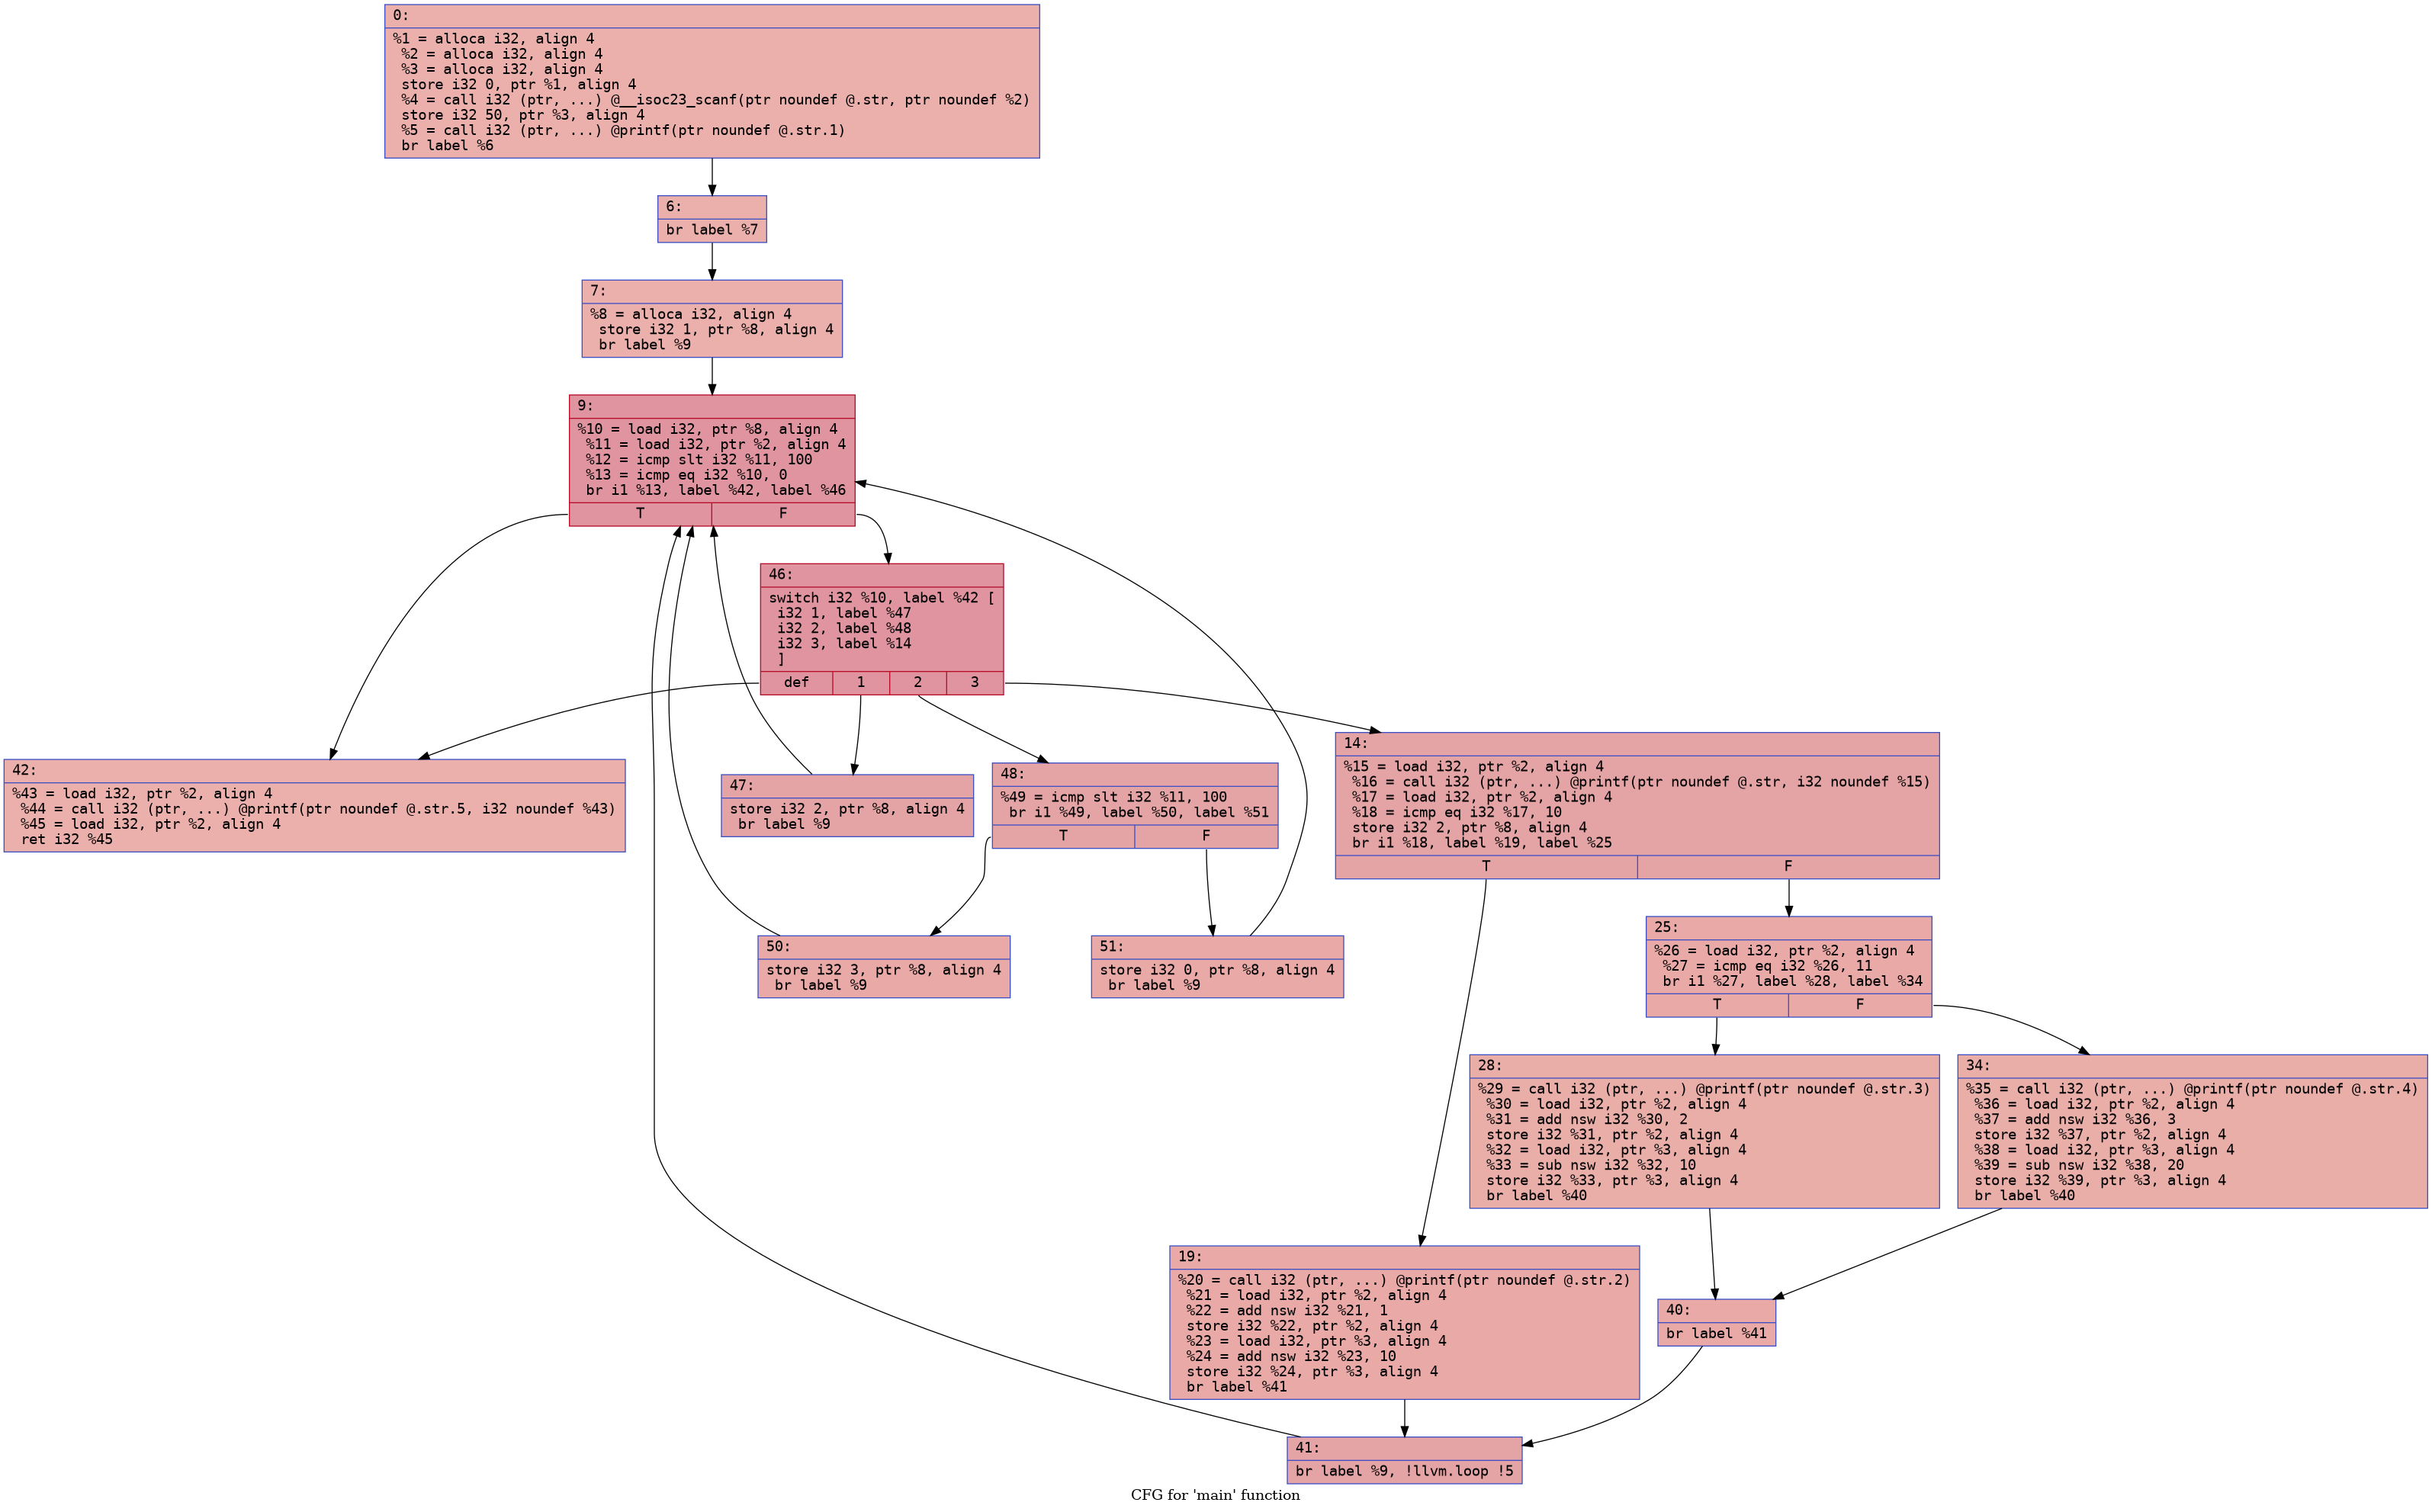 0:
%1 = alloca i32, align 4
%2 = alloca i32, align 4
%3 = alloca i32, align 4
store i32 0, ptr %1, align 4
%4 = call i32 (ptr, ...) @__isoc23_scanf(ptr noundef @.str, ptr noundef %2)
store i32 50, ptr %3, align 4
%5 = call i32 (ptr, ...) @printf(ptr noundef @.str.1)
br label %6
6:
br label %7
7:
%8 = alloca i32, align 4
store i32 1, ptr %8, align 4
br label %9
9:
%10 = load i32, ptr %8, align 4
%11 = load i32, ptr %2, align 4
%12 = icmp slt i32 %11, 100
%13 = icmp eq i32 %10, 0
br i1 %13, label %42, label %46
T F
46:
switch i32 %10, label %42 [
i32 1, label %47
i32 2, label %48
i32 3, label %14
]
def 1 2 3
42:
%43 = load i32, ptr %2, align 4
%44 = call i32 (ptr, ...) @printf(ptr noundef @.str.5, i32 noundef %43)
%45 = load i32, ptr %2, align 4
ret i32 %45
47:
store i32 2, ptr %8, align 4
br label %9
48:
%49 = icmp slt i32 %11, 100
br i1 %49, label %50, label %51
T F
14:
%15 = load i32, ptr %2, align 4
%16 = call i32 (ptr, ...) @printf(ptr noundef @.str, i32 noundef %15)
%17 = load i32, ptr %2, align 4
%18 = icmp eq i32 %17, 10
store i32 2, ptr %8, align 4
br i1 %18, label %19, label %25
T F
50:
store i32 3, ptr %8, align 4
br label %9
51:
store i32 0, ptr %8, align 4
br label %9
25:
%26 = load i32, ptr %2, align 4
%27 = icmp eq i32 %26, 11
br i1 %27, label %28, label %34
T F
28:
%29 = call i32 (ptr, ...) @printf(ptr noundef @.str.3)
%30 = load i32, ptr %2, align 4
%31 = add nsw i32 %30, 2
store i32 %31, ptr %2, align 4
%32 = load i32, ptr %3, align 4
%33 = sub nsw i32 %32, 10
store i32 %33, ptr %3, align 4
br label %40
34:
%35 = call i32 (ptr, ...) @printf(ptr noundef @.str.4)
%36 = load i32, ptr %2, align 4
%37 = add nsw i32 %36, 3
store i32 %37, ptr %2, align 4
%38 = load i32, ptr %3, align 4
%39 = sub nsw i32 %38, 20
store i32 %39, ptr %3, align 4
br label %40
19:
%20 = call i32 (ptr, ...) @printf(ptr noundef @.str.2)
%21 = load i32, ptr %2, align 4
%22 = add nsw i32 %21, 1
store i32 %22, ptr %2, align 4
%23 = load i32, ptr %3, align 4
%24 = add nsw i32 %23, 10
store i32 %24, ptr %3, align 4
br label %41
40:
br label %41
41:
br label %9, !llvm.loop !5
CFG for 'main' function